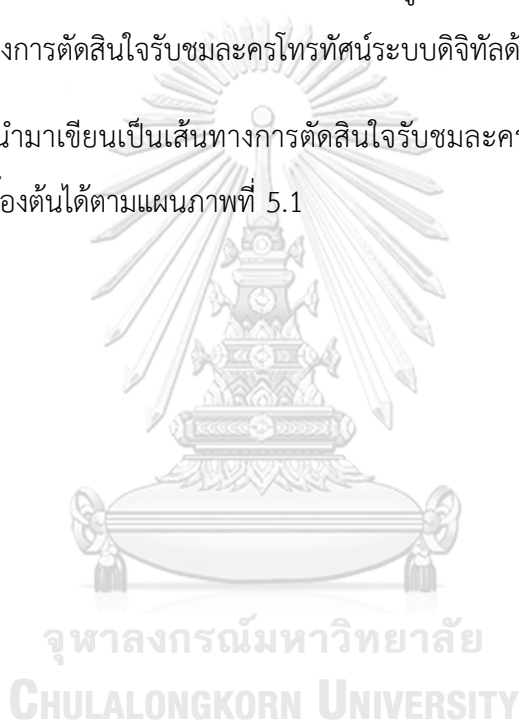 งการตัดสินใจรับชมละครโทรทัศน์ระบบดิจิทัลด้
นำมาเขียนเป็นเส้นทางการตัดสินใจรับชมละคร
องต้นได้ตามแผนภาพที่ 5.1
จุฬาลงกรณ์มหาวิทยาลัย
CHULALONGKORN UNIVERSITY